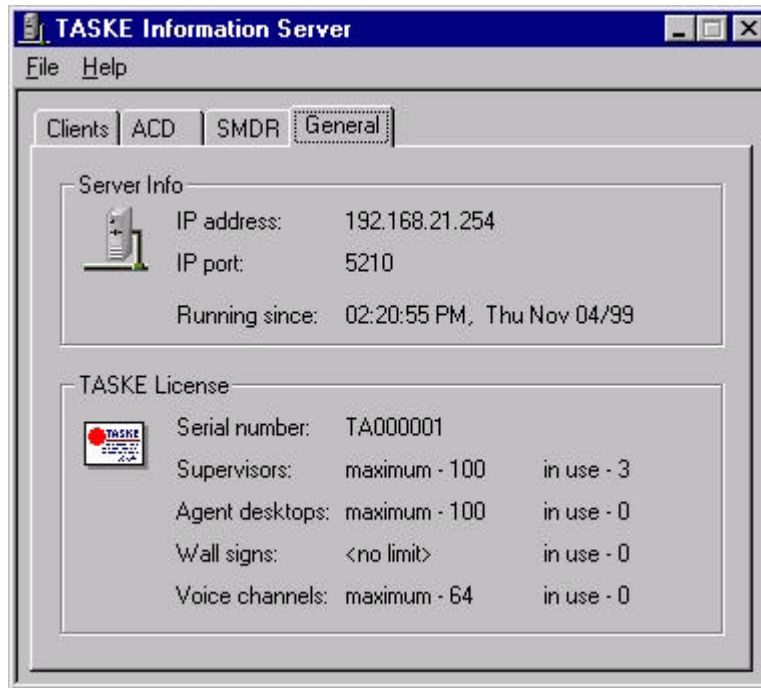 TASKE Information Server
File Help
Clients ACD SMDR General
Server Info
IP address: 192.168.21.254
IP port: 5210
Running since: 02:20:55 PM, Thu Nov 04/99
TASKE License
TASKE
Serial number: TA000001
Supervisors: maximum - 100 in use - 3
Agent desktops: maximum - 100 in use - 0
Wall signs: <no limit> in use - 0
Voice channels: maximum - 64 in use - 0